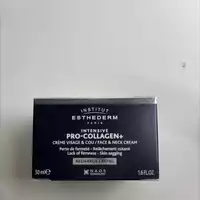 INSTITUT
ESTHEDERM
PARIS
INTENSIVE
PRO-COLLAGEN+
CRÈME VISAGE & COU / FACE & NECK CREAM
Perte de fermeté - Relâchement cutané
Lack of firmness - Skin sagging
50 ml ℮
NAOS
1.6 FL.OZ.